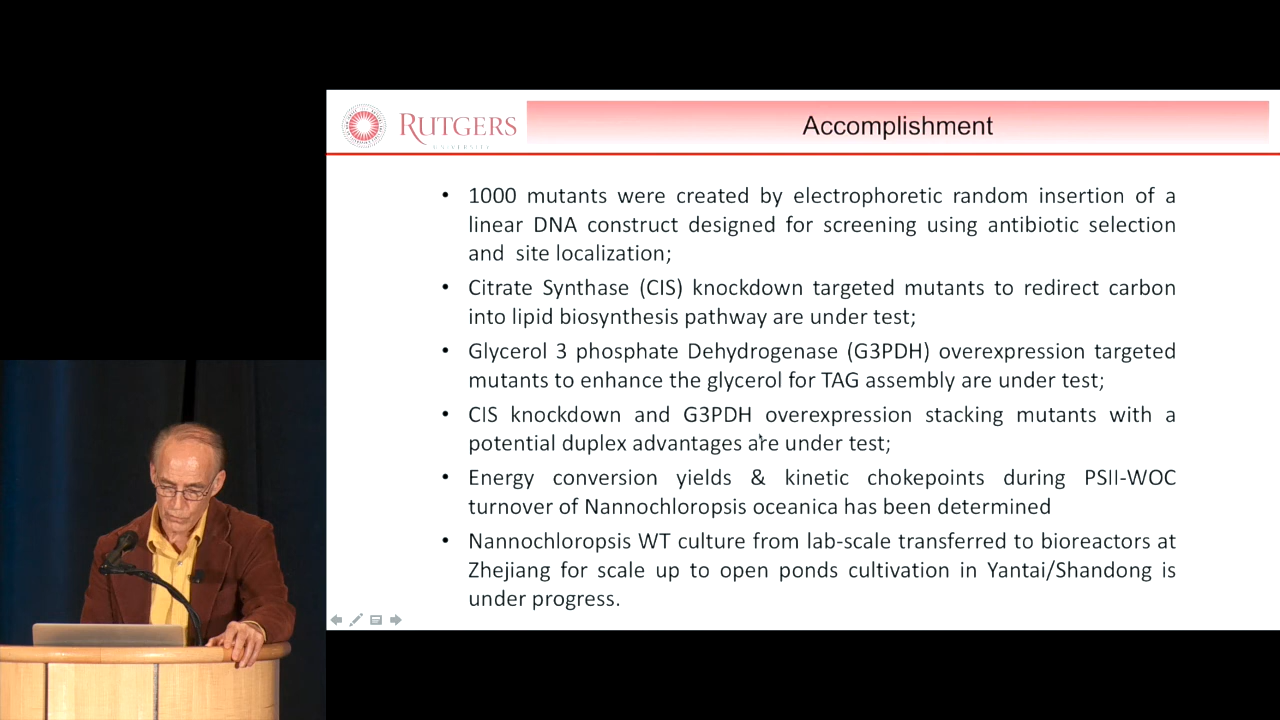 RUTGERS
UNIVERSITY
Accomplishment
• 1000 mutants were created by electrophoretic random insertion of a
linear DNA construct designed for screening using antibiotic selection
and site localization;
• Citrate Synthase (CIS) knockdown targeted mutants to redirect carbon
into lipid biosynthesis pathway are under test;
• Glycerol 3 phosphate Dehydrogenase (G3PDH) overexpression targeted
mutants to enhance the glycerol for TAG assembly are under test;
• CIS knockdown and G3PDH overexpression stacking mutants with a
potential duplex advantages are under test;
• Energy conversion yields & kinetic chokepoints during PSII-WOC
turnover of Nannochloropsis oceanica has been determined
• Nannochloropsis WT culture from lab-scale transferred to bioreactors at
Zhejiang for scale up to open ponds cultivation in Yantai/Shandong is
under progress.